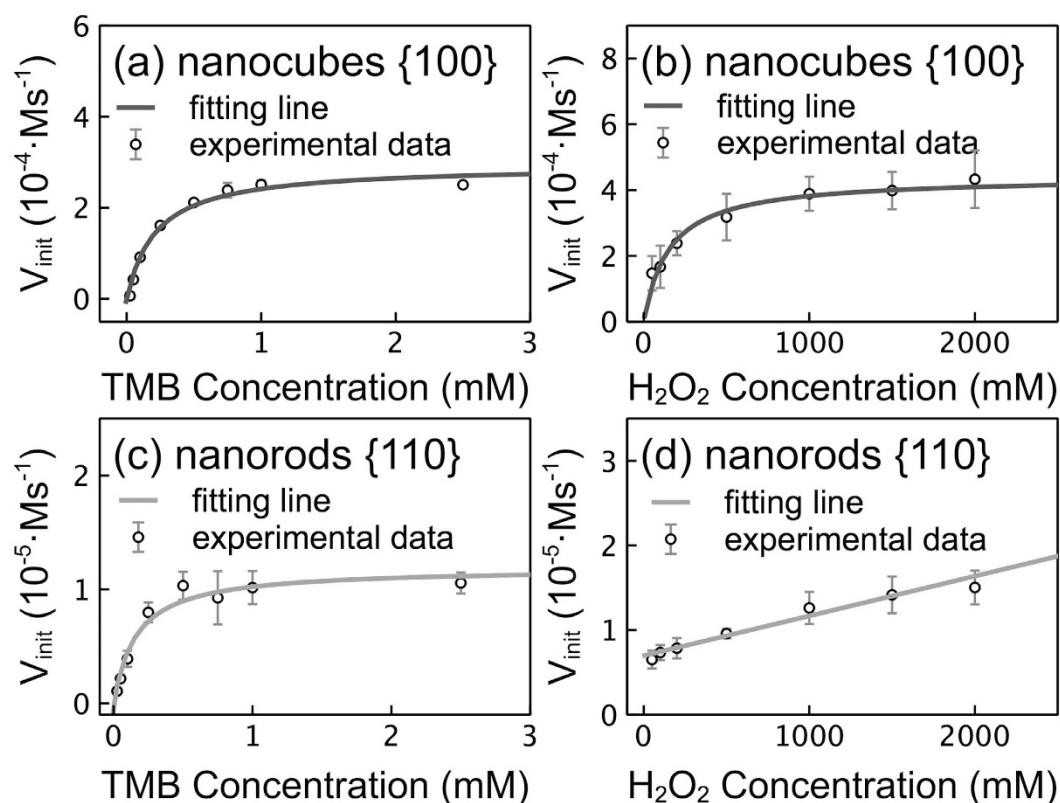 (a) nanocubes {100}
fitting line
experimental data
V_init (10⁻⁴·Ms⁻¹)
6
4
2
0
0 1 2 3
TMB Concentration (mM)
(b) nanocubes {100}
fitting line
experimental data
V_init (10⁻⁴·Ms⁻¹)
8
6
4
2
0
0 1000 2000
H₂O₂ Concentration (mM)
(c) nanorods {110}
fitting line
experimental data
V_init (10⁻⁵·Ms⁻¹)
2
1
0
0 1 2 3
TMB Concentration (mM)
(d) nanorods {110}
fitting line
experimental data
V_init (10⁻⁵·Ms⁻¹)
3
2
1
0
0 1000 2000
H₂O₂ Concentration (mM)